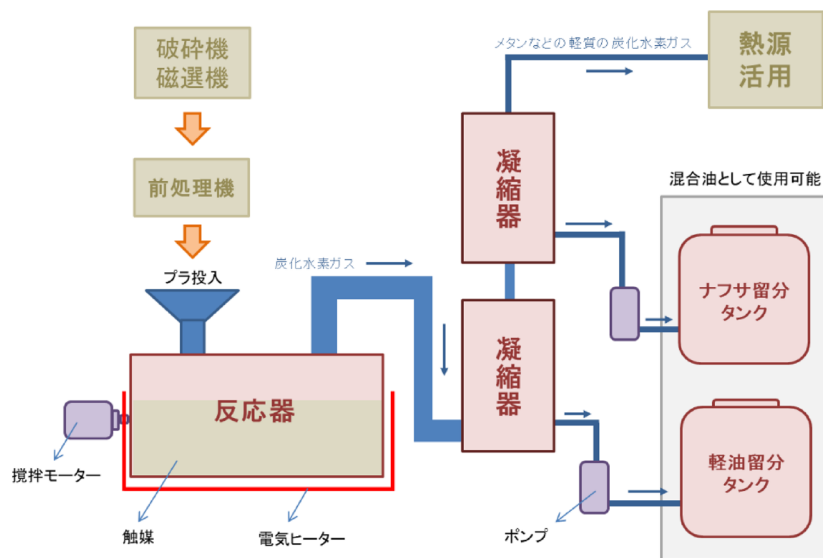 破砕機
磁選機
メタンなどの軽質の炭化水素ガス
熱源
活用
前処理機
凝縮器
混合油として使用可能
プラ投入
炭化水素ガス
ナフサ留分
タンク
凝縮器
反応器
軽油留分
タンク
撹拌モーター
触媒
電気ヒーター
ポンプ